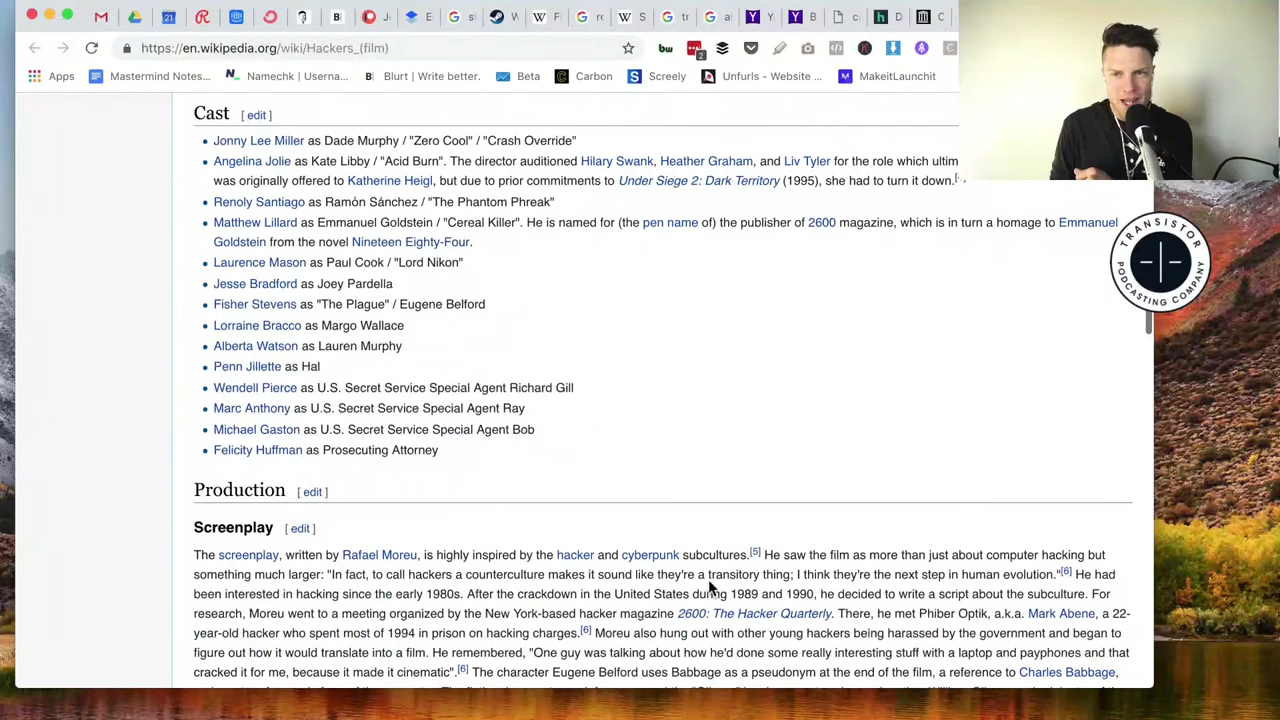 https://en.wikipedia.org/wiki/Hackers_(film)
Apps Mastermind Notes... Namechk | Userna... Blurt | Write better. Beta Carbon Screely Unfurls - Website ... MakeitLaunchit
Cast [ edit ]
Jonny Lee Miller as Dade Murphy / "Zero Cool" / "Crash Override"
Angelina Jolie as Kate Libby / "Acid Burn". The director auditioned Hilary Swank, Heather Graham, and Liv Tyler for the role which ultim
was originally offered to Katherine Heigl, but due to prior commitments to Under Siege 2: Dark Territory (1995), she had to turn it down.
Renoly Santiago as Ramón Sánchez / "The Phantom Phreak"
Matthew Lillard as Emmanuel Goldstein / "Cereal Killer". He is named for (the pen name of) the publisher of 2600 magazine, which is in turn a homage to Emmanuel
Goldstein from the novel Nineteen Eighty-Four.
Laurence Mason as Paul Cook / "Lord Nikon"
Jesse Bradford as Joey Pardella
Fisher Stevens as "The Plague" / Eugene Belford
Lorraine Bracco as Margo Wallace
Alberta Watson as Lauren Murphy
Penn Jillette as Hal
Wendell Pierce as U.S. Secret Service Special Agent Richard Gill
Marc Anthony as U.S. Secret Service Special Agent Ray
Michael Gaston as U.S. Secret Service Special Agent Bob
Felicity Huffman as Prosecuting Attorney
TRANSISTOR
PODCASTING COMPANY
Production [ edit ]
Screenplay [ edit ]
The screenplay, written by Rafael Moreu, is highly inspired by the hacker and cyberpunk subcultures.[5] He saw the film as more than just about computer hacking but
something much larger: "In fact, to call hackers a counterculture makes it sound like they're a transitory thing; I think they're the next step in human evolution."[6] He had
been interested in hacking since the early 1980s. After the crackdown in the United States during 1989 and 1990, he decided to write a script about the subculture. For
research, Moreu went to a meeting organized by the New York-based hacker magazine 2600: The Hacker Quarterly. There, he met Phiber Optik, a.k.a. Mark Abene, a 22-
year-old hacker who spent most of 1994 in prison on hacking charges.[6] Moreu also hung out with other young hackers being harassed by the government and began to
figure out how it would translate into a film. He remembered, "One guy was talking about how he'd done some really interesting stuff with a laptop and payphones and that
cracked it for me, because it made it cinematic".[6] The character Eugene Belford uses Babbage as a pseudonym at the end of the film, a reference to Charles Babbage,